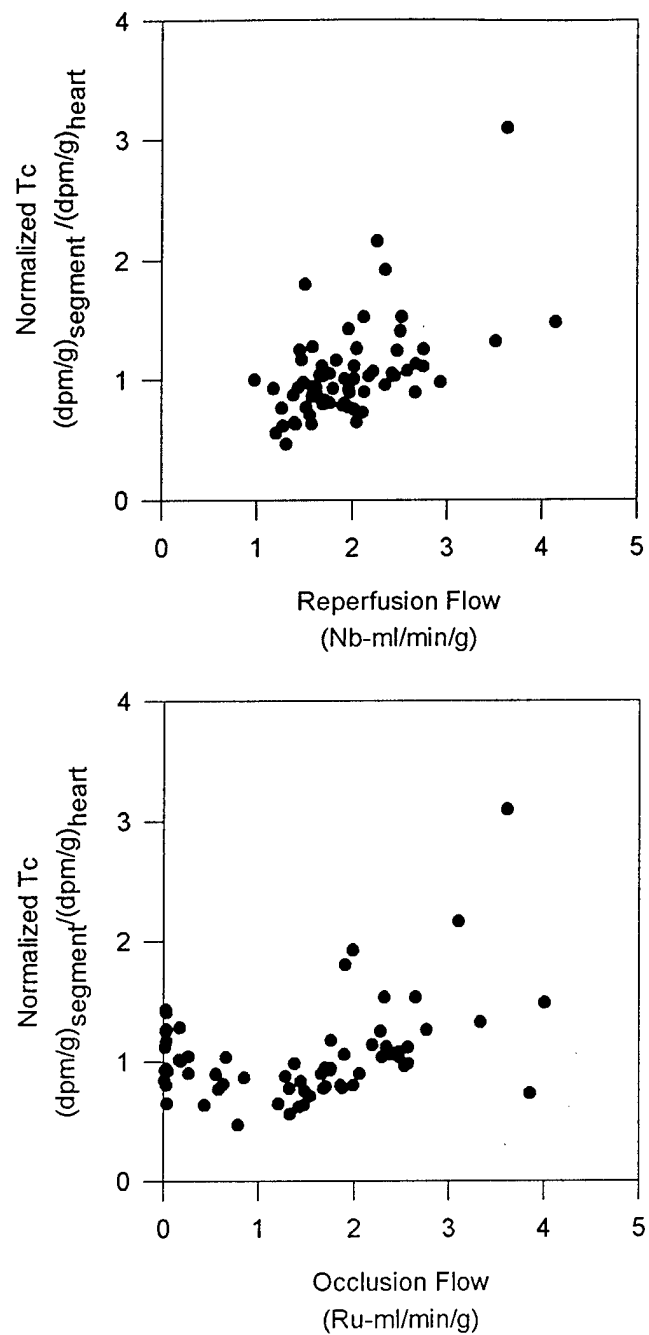 4
3
2
1
0
Normalized Tc
(dpm/g)segment/(dpm/g)heart
0 1 2 3 4 5
Reperfusion Flow
(Nb-ml/min/g)
4
3
2
1
0
Normalized Tc
(dpm/g)segment/(dpm/g)heart
0 1 2 3 4 5
Occlusion Flow
(Ru-ml/min/g)